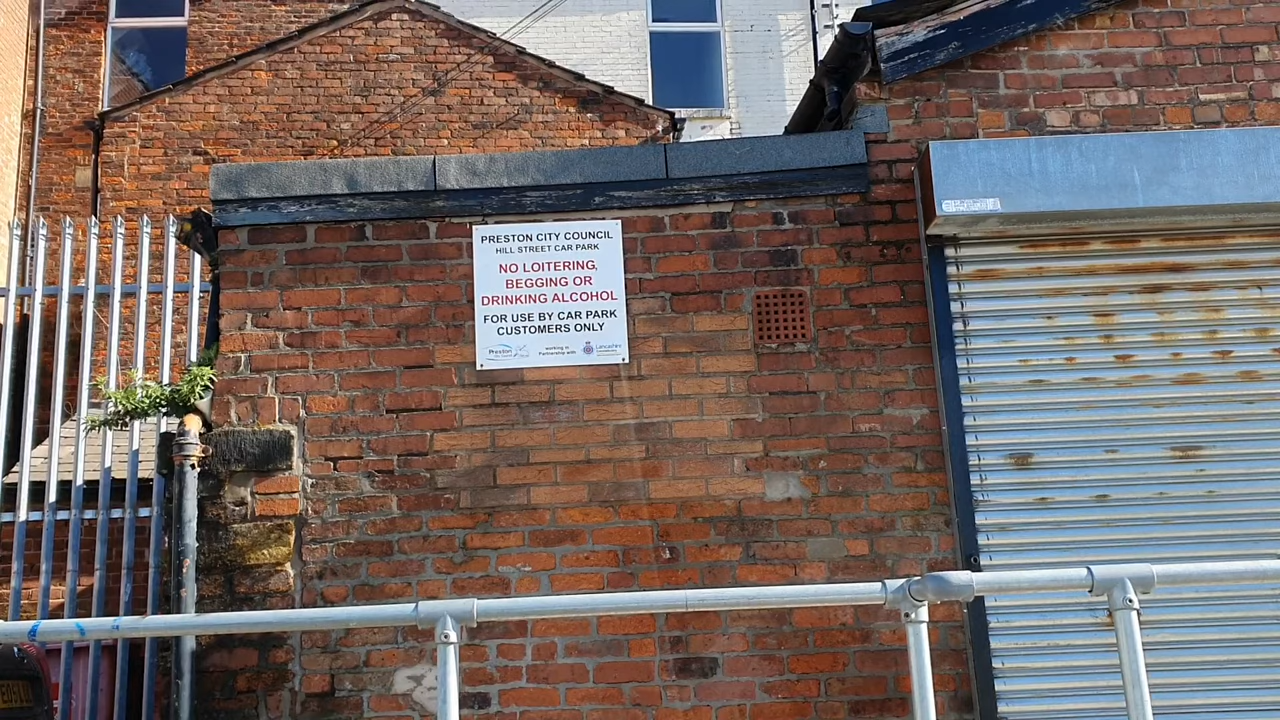 PRESTON CITY COUNCIL
HILL STREET CAR PARK
NO LOITERING,
BEGGING OR
DRINKING ALCOHOL
FOR USE BY CAR PARK
CUSTOMERS ONLY
Preston
working in
Partnership with
Lancashire